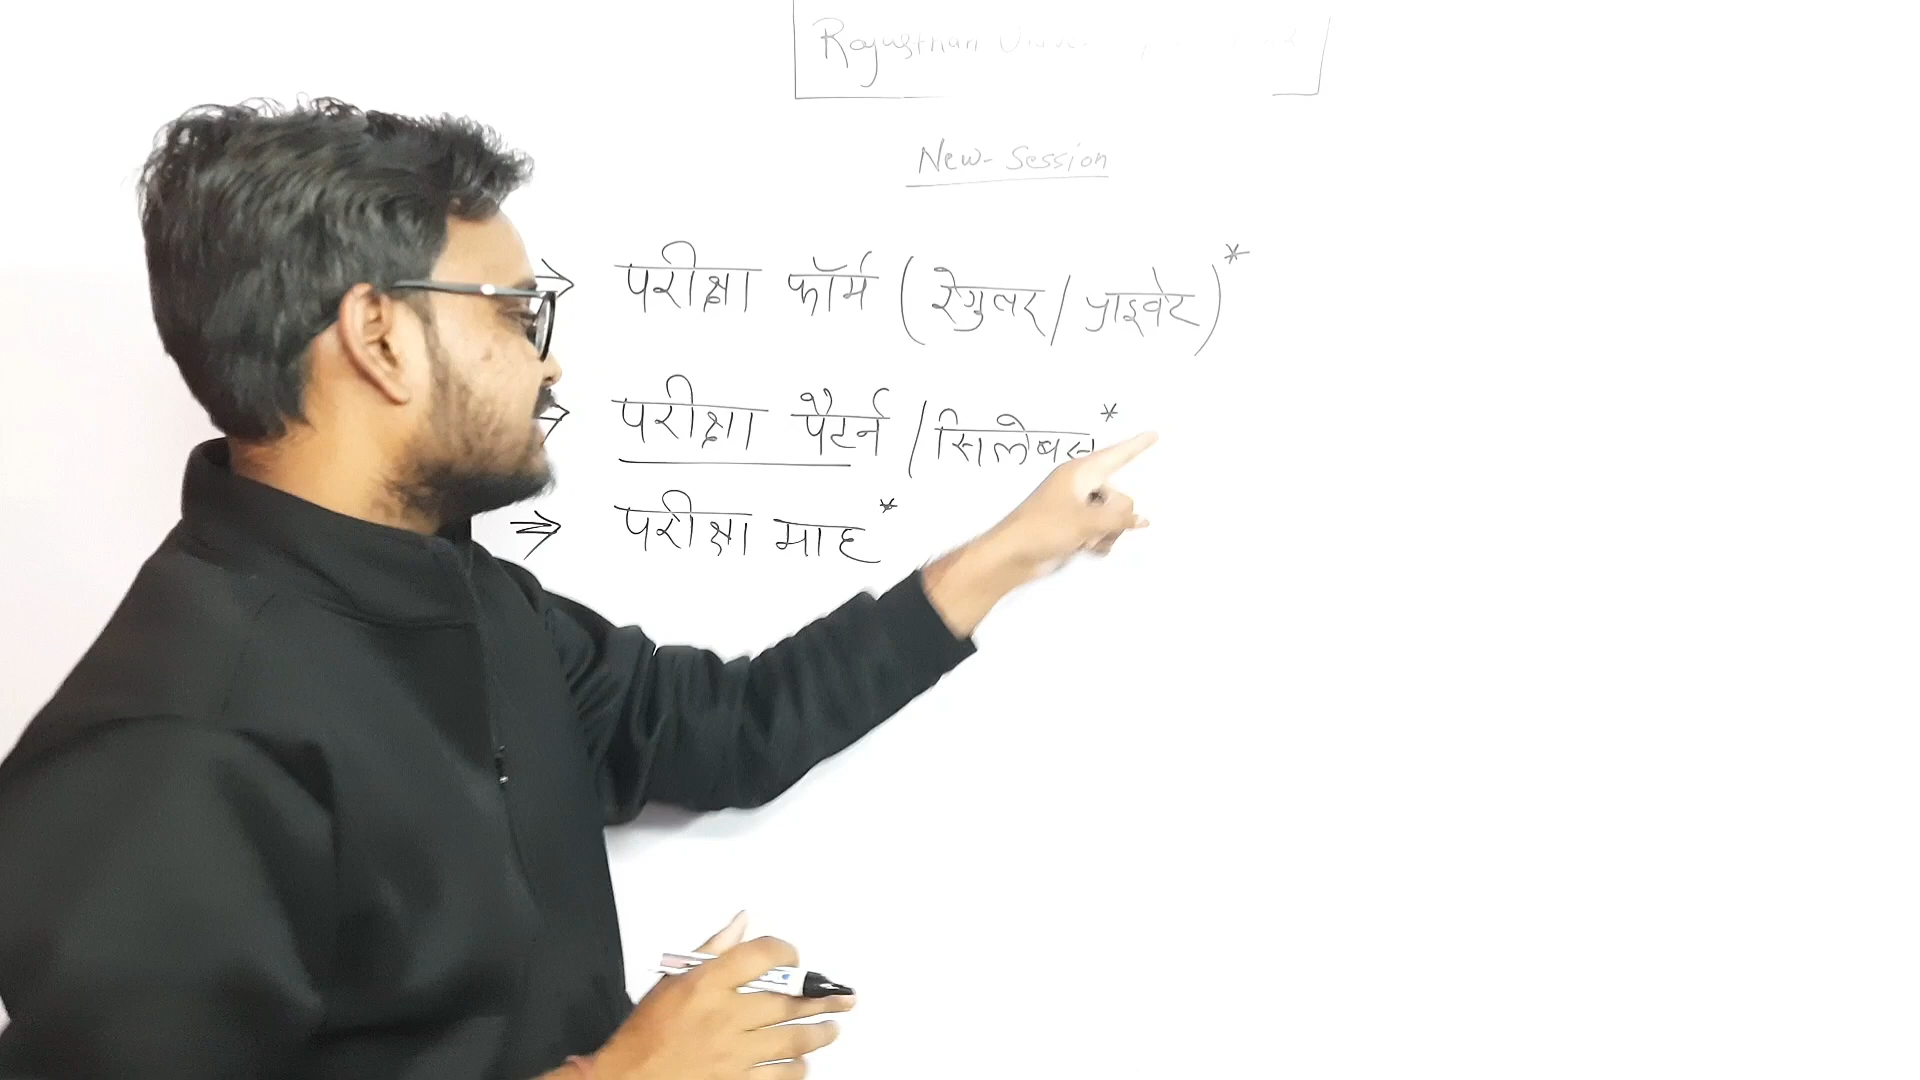 Rajasthan
New-Session
⇒ परीक्षा फॉर्म (रेगुलर/प्राइवेट)*
⇒ परीक्षा पैटर्न/सिलेबस*
⇒ परीक्षा माह*